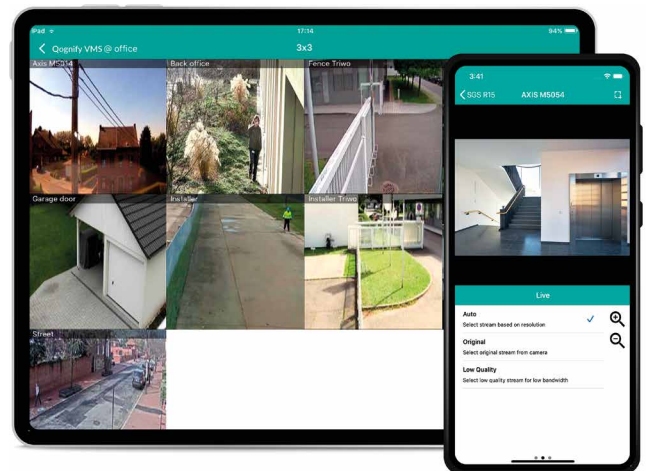 iPad
17:14
94%
Qognify VMS @ office
3x3
Axis M5014
Back office
Fence Triwo
Garage door
Installer
Installer Triwo
Street
3:41
SGS R15
AXIS M5054
Live
Auto
Select stream based on resolution
Original
Select original stream from camera
Low Quality
Select low quality stream for low bandwidth